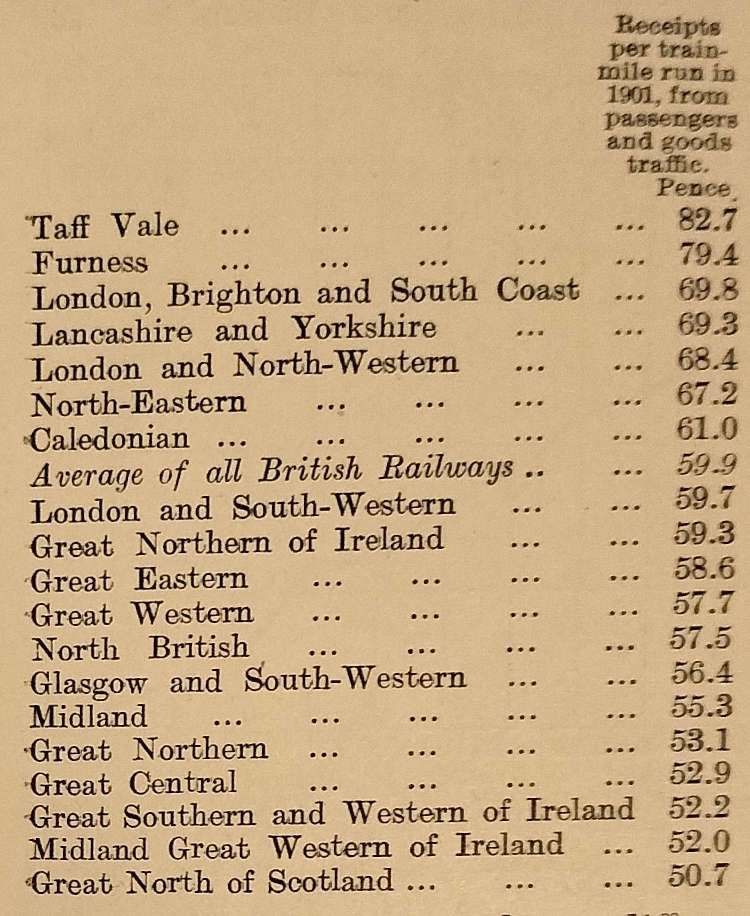 Receipts
per train-
mile run in
1901, from
passengers
and goods
traffic.
Pence.
Taff Vale ... ... ... ... ... 82.7
Furness ... ... ... ... ... 79.4
London, Brighton and South Coast ... 69.8
Lancashire and Yorkshire ... ... 69.3
London and North-Western ... ... 68.4
North-Eastern ... ... ... ... 67.2
Caledonian ... ... ... ... ... 61.0
Average of all British Railways .. ... 59.9
London and South-Western ... ... 59.7
Great Northern of Ireland ... ... 59.3
Great Eastern ... ... ... ... 58.6
Great Western ... ... ... ... 57.7
North British ... ... ... ... 57.5
Glasgow and South-Western ... ... 56.4
Midland ... ... ... ... ... 55.3
Great Northern ... ... ... ... 53.1
Great Central ... ... ... ... 52.9
Great Southern and Western of Ireland 52.2
Midland Great Western of Ireland ... 52.0
Great North of Scotland ... ... ... 50.7